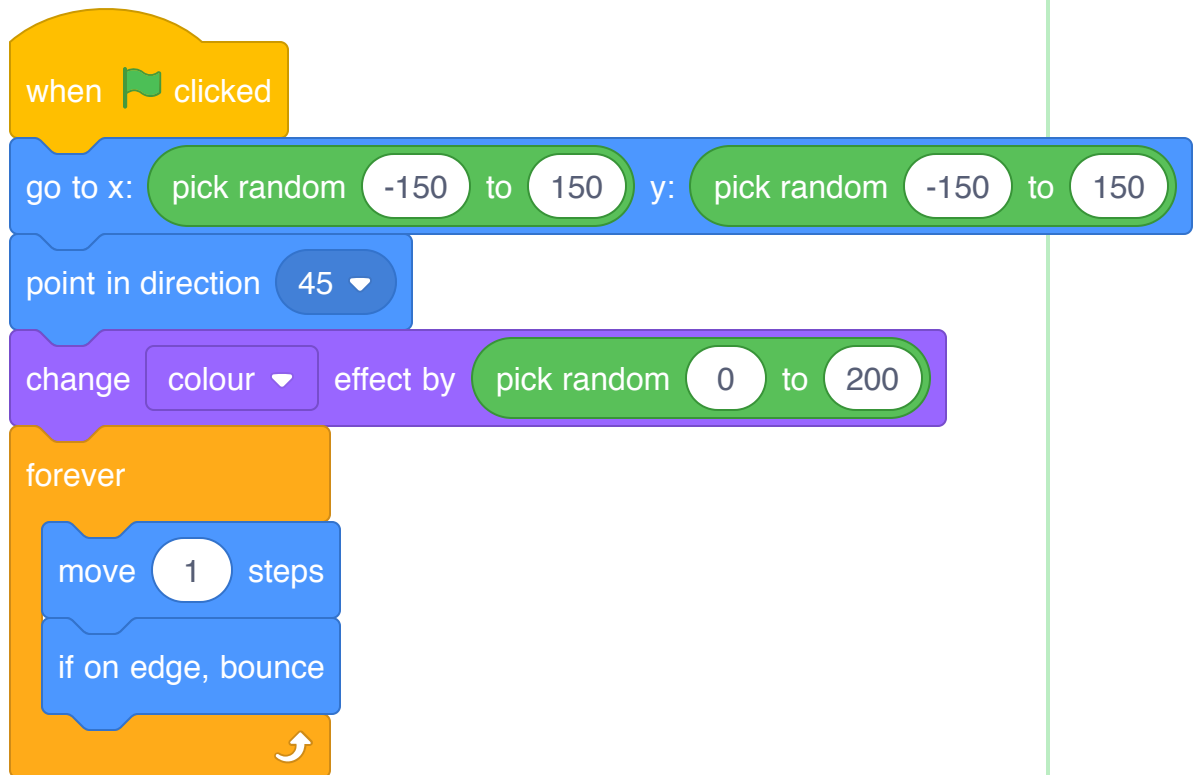 when clicked
go to x: pick random -150 to 150 y: pick random -150 to 150
point in direction 45
change colour effect by pick random 0 to 200
forever
move 1 steps
if on edge, bounce